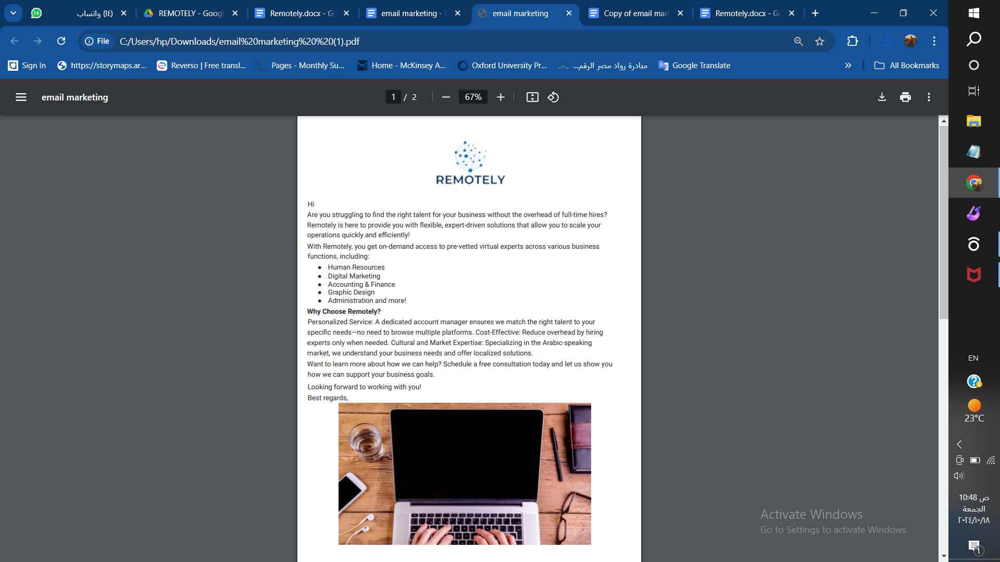 14
(١٤) واتساب
REMOTELY - Googl
Remotely.docx - G
email marketing -
email marketing
Copy of email mar
Remotely.docx - G
File
C:/Users/hp/Downloads/email%20marketing%20%20(1).pdf
Sign In
https://storymaps.ar...
Reverso | Free transl...
Pages - Monthly Su...
Home - McKinsey A...
Oxford University Pr...
مبادرة رواد مصر الرقم...
Google Translate
All Bookmarks
email marketing
1 / 2
67%
REMOTELY
Hi
Are you struggling to find the right talent for your business without the overhead of full-time hires?
Remotely is here to provide you with flexible, expert-driven solutions that allow you to scale your
operations quickly and efficiently!
With Remotely, you get on-demand access to pre-vetted virtual experts across various business
functions, including:
● Human Resources
● Digital Marketing
● Accounting & Finance
● Graphic Design
● Administration and more!
Why Choose Remotely?
Personalized Service: A dedicated account manager ensures we match the right talent to your
specific needs—no need to browse multiple platforms. Cost-Effective: Reduce overhead by hiring
experts only when needed. Cultural and Market Expertise: Specializing in the Arabic-speaking
market, we understand your business needs and offer localized solutions.
Want to learn more about how we can help? Schedule a free consultation today and let us show you
how we can support your business goals.
Looking forward to working with you!
Best regards,
Activate Windows
Go to Settings to activate Windows.
EN
23°C
10:48 ص
الجمعة
٢٠٢٤/١٠/١٨
١